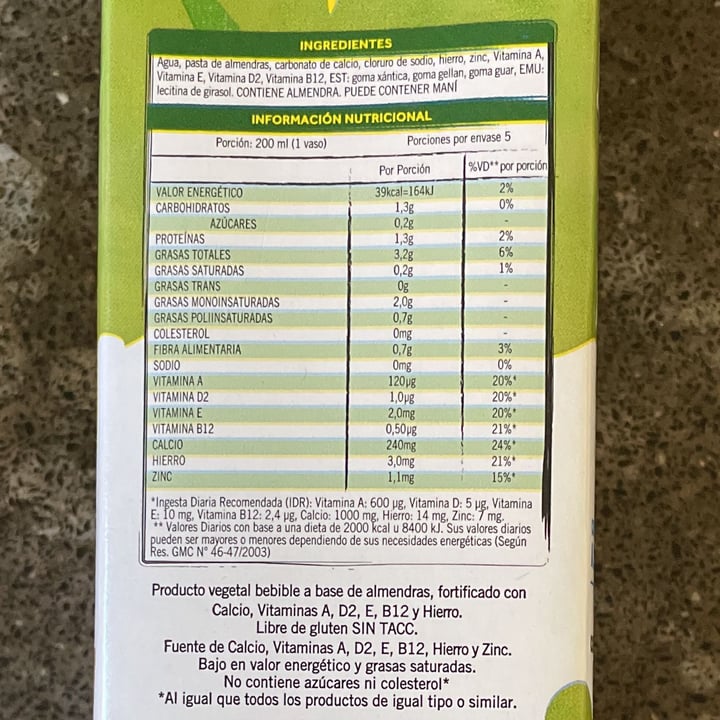 INGREDIENTES
Agua, pasta de almendras, carbonato de calcio, cloruro de sodio, hierro, zinc, Vitamina A,
Vitamina E, Vitamina D2, Vitamina B12, EST: goma xántica, goma gellan, goma guar, EMU:
lecitina de girasol. CONTIENE ALMENDRA. PUEDE CONTENER MANÍ
INFORMACIÓN NUTRICIONAL
Porción: 200 ml (1 vaso) Porciones por envase 5
Por Porción %VD** por porción
VALOR ENERGÉTICO 39kcal=164kJ 2%
CARBOHIDRATOS 1,3g 0%
AZÚCARES 0,2g -
PROTEÍNAS 1,3g 2%
GRASAS TOTALES 3,2g 6%
GRASAS SATURADAS 0,2g 1%
GRASAS TRANS 0g -
GRASAS MONOINSATURADAS 2,0g -
GRASAS POLIINSATURADAS 0,7g -
COLESTEROL 0mg -
FIBRA ALIMENTARIA 0,7g 3%
SODIO 0mg 0%
VITAMINA A 120µg 20%*
VITAMINA D2 1,0µg 20%*
VITAMINA E 2,0mg 20%*
VITAMINA B12 0,50µg 21%*
CALCIO 240mg 24%*
HIERRO 3,0mg 21%*
ZINC 1,1mg 15%*
*Ingesta Diaria Recomendada (IDR): Vitamina A: 600 µg, Vitamina D: 5 µg, Vitamina
E: 10 mg, Vitamina B12: 2,4 µg, Calcio: 1000 mg, Hierro: 14 mg, Zinc: 7 mg.
** Valores Diarios con base a una dieta de 2000 kcal u 8400 kJ. Sus valores diarios
pueden ser mayores o menores dependiendo de sus necesidades energéticas (Según
Res. GMC N° 46-47/2003)
Producto vegetal bebible a base de almendras, fortificado con
Calcio, Vitaminas A, D2, E, B12 y Hierro.
Libre de gluten SIN TACC.
Fuente de Calcio, Vitaminas A, D2, E, B12, Hierro y Zinc.
Bajo en valor energético y grasas saturadas.
No contiene azúcares ni colesterol*
*Al igual que todos los productos de igual tipo o similar.